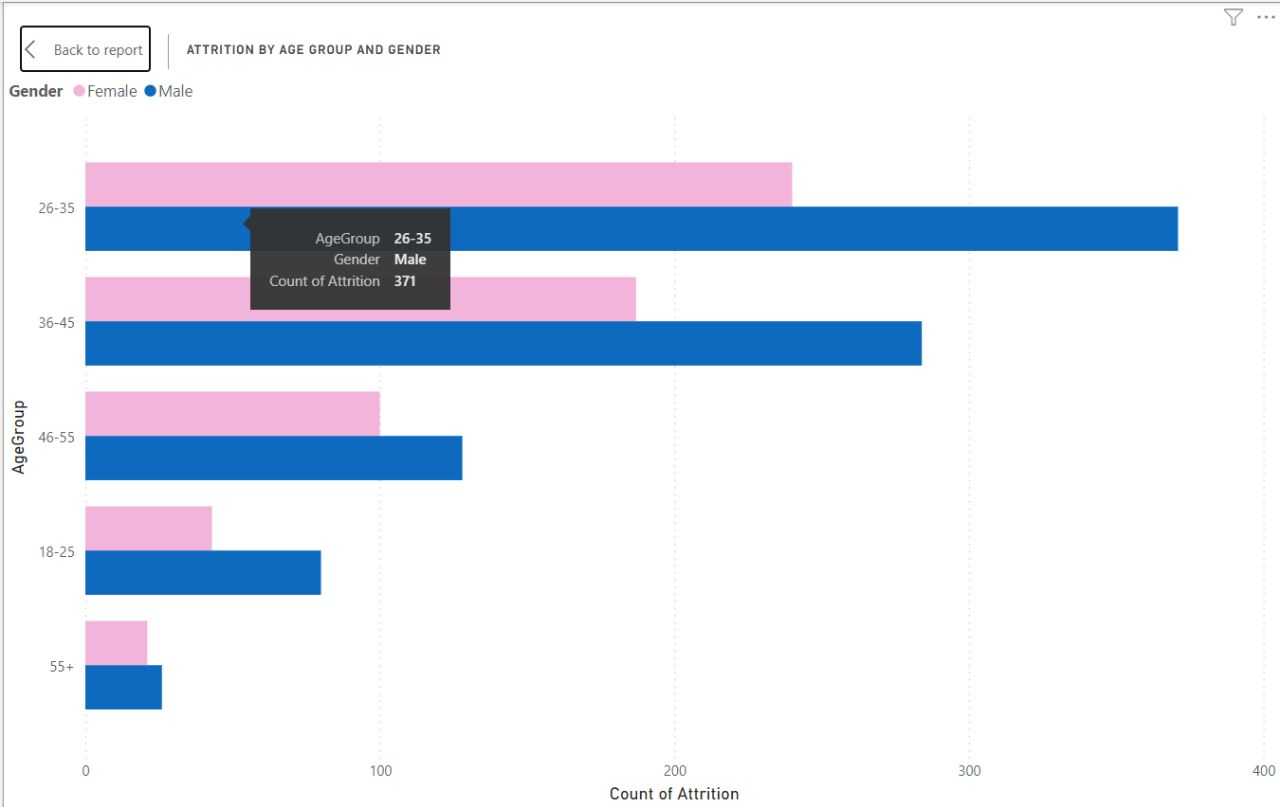 Back to report
ATTRITION BY AGE GROUP AND GENDER
Gender Female Male
26-35
AgeGroup 26-35
Gender Male
Count of Attrition 371
36-45
46-55
18-25
55+
AgeGroup
0 100 200 300 400
Count of Attrition